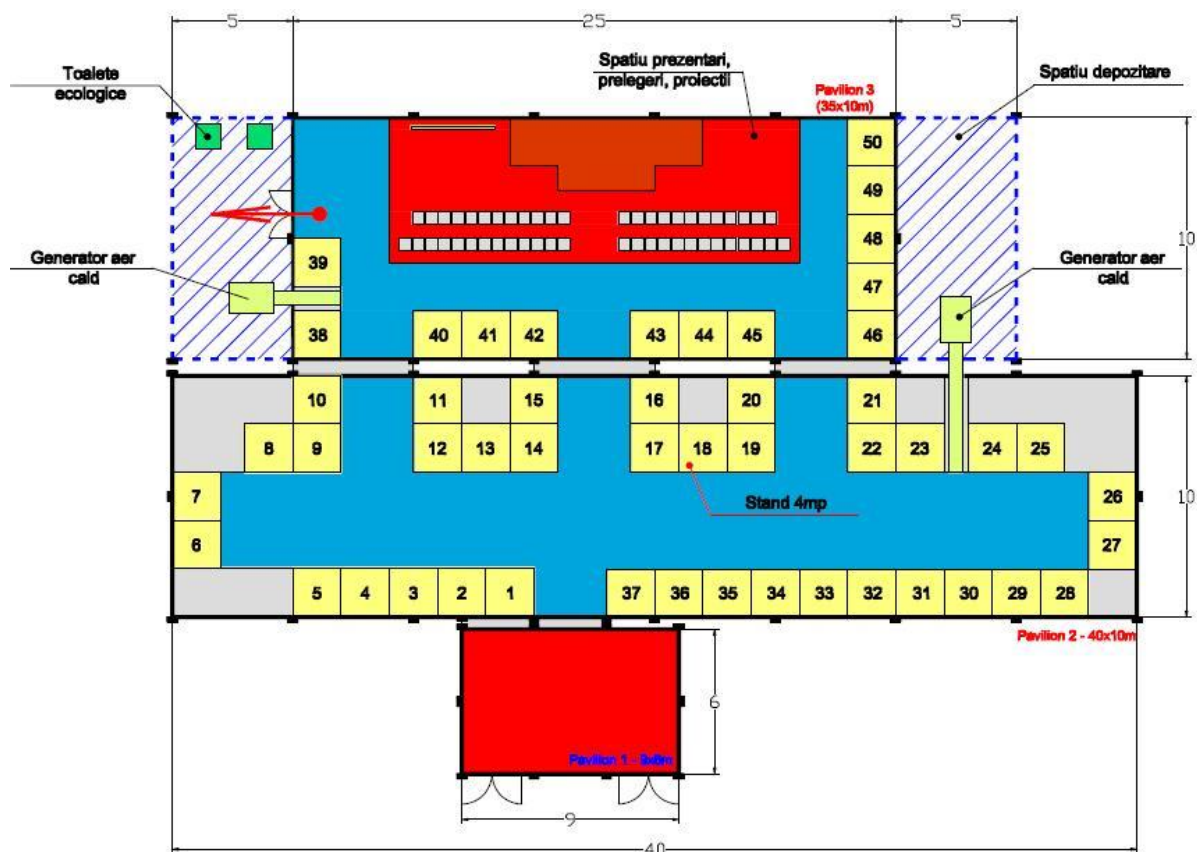 5
25
5
Toalete
ecologice
Spatiu prezentari,
prelegeri, proiectii
Pavilion 3
(35x10m)
Spatiu depozitare
50
49
48
47
46
10
39
38
Generator aer
cald
Generator aer
cald
40 41 42
43 44 45
10 11 15 16 20 21
8 9 12 13 14 17 18 19 22 23 24 25
7
6
26
27
10
Stand 4mp
5 4 3 2 1
37 36 35 34 33 32 31 30 29 28
Pavilion 2 - 40x10m
6
Pavilion 1 - 9x6m
9
40